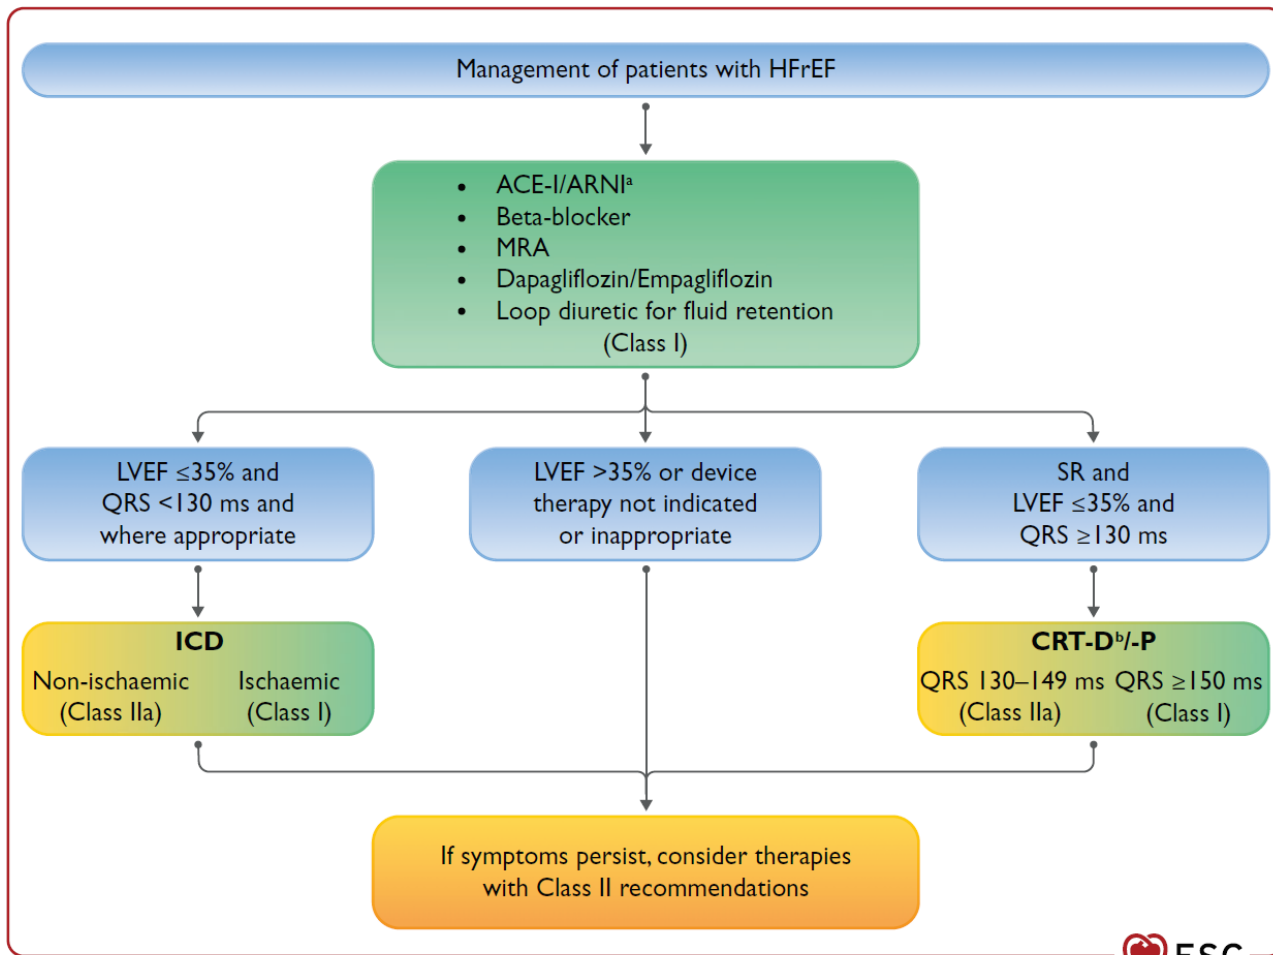 Management of patients with HFrEF
• ACE-I/ARNIᵃ
• Beta-blocker
• MRA
• Dapagliflozin/Empagliflozin
• Loop diuretic for fluid retention
(Class I)
LVEF ≤35% and
QRS <130 ms and
where appropriate
LVEF >35% or device
therapy not indicated
or inappropriate
SR and
LVEF ≤35% and
QRS ≥130 ms
ICD
Non-ischaemic
(Class IIa)
Ischaemic
(Class I)
CRT-Dᵇ/-P
QRS 130–149 ms
(Class IIa)
QRS ≥150 ms
(Class I)
If symptoms persist, consider therapies
with Class II recommendations
ESC